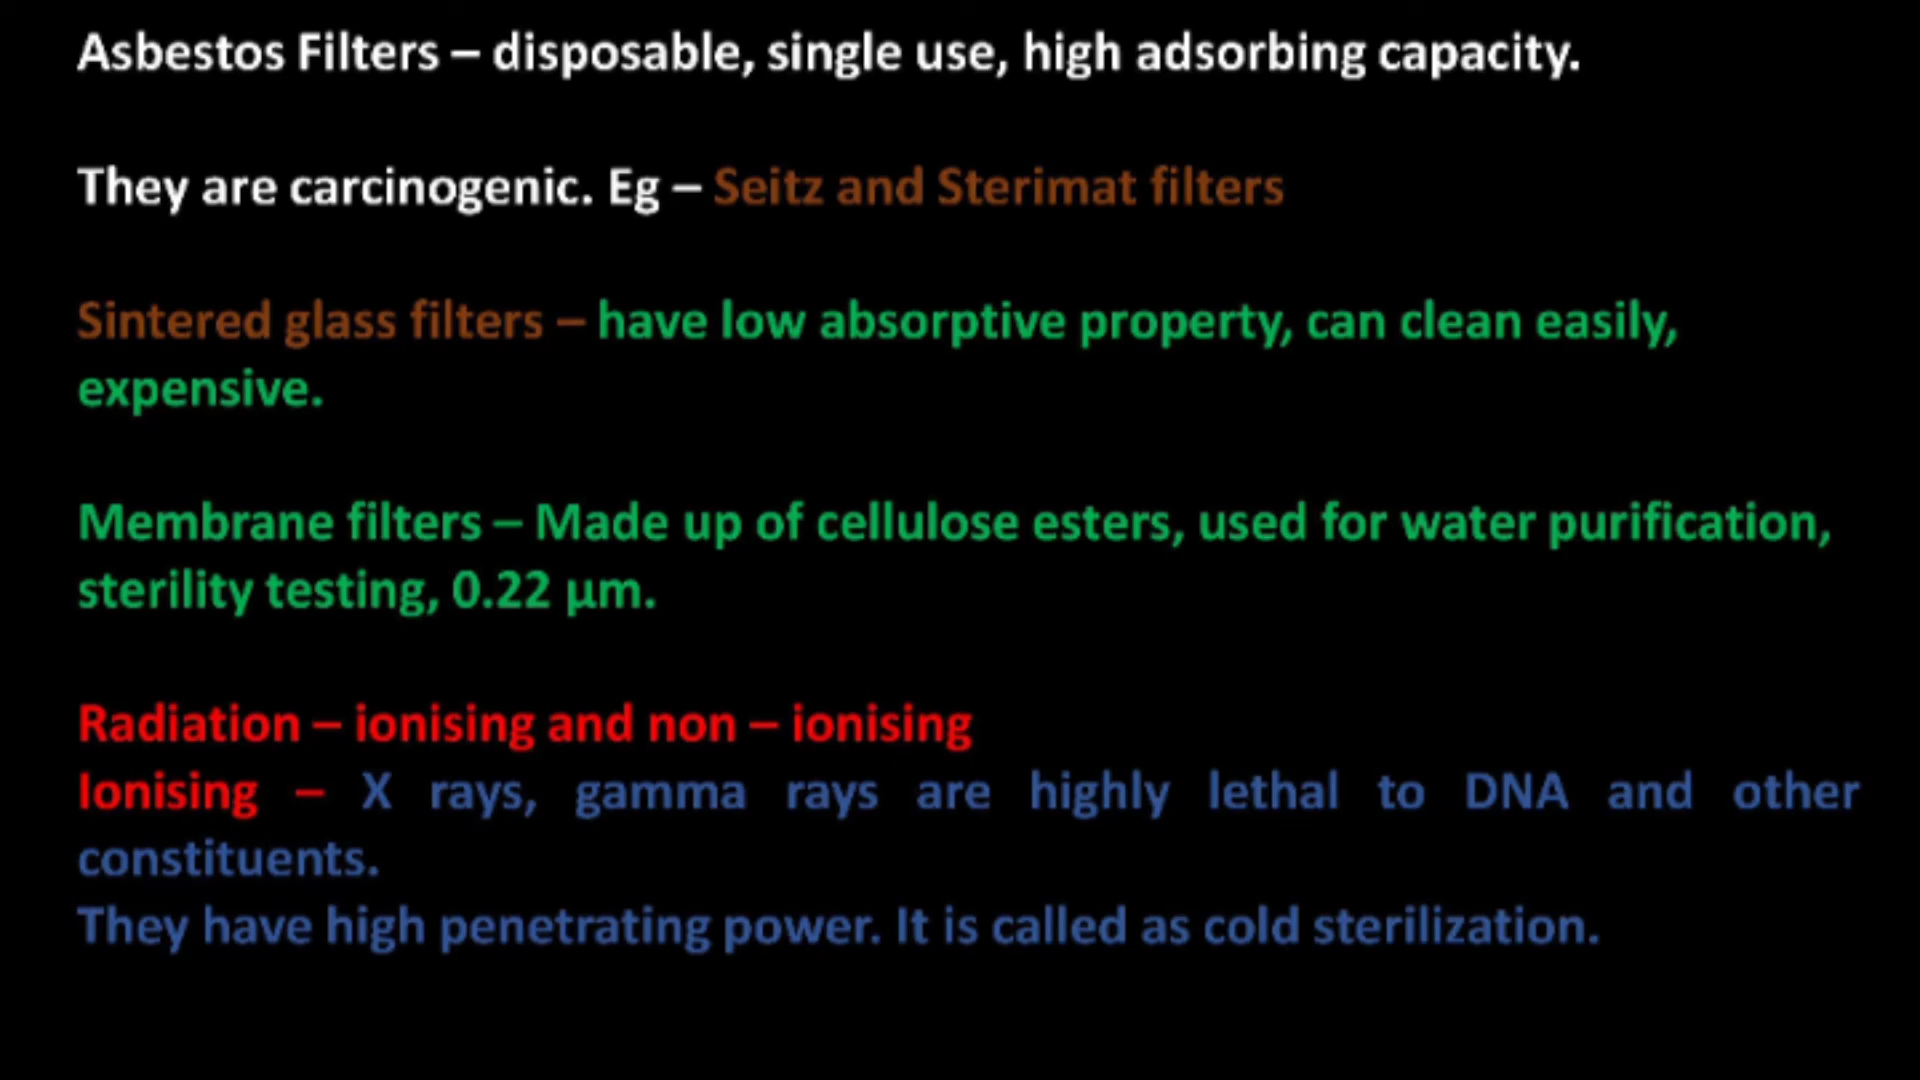 Asbestos Filters – disposable, single use, high adsorbing capacity.
They are carcinogenic. Eg – Seitz and Sterimat filters
Sintered glass filters – have low absorptive property, can clean easily,
expensive.
Membrane filters – Made up of cellulose esters, used for water purification,
sterility testing, 0.22 µm.
Radiation – ionising and non – ionising
Ionising – X rays, gamma rays are highly lethal to DNA and other
constituents.
They have high penetrating power. It is called as cold sterilization.